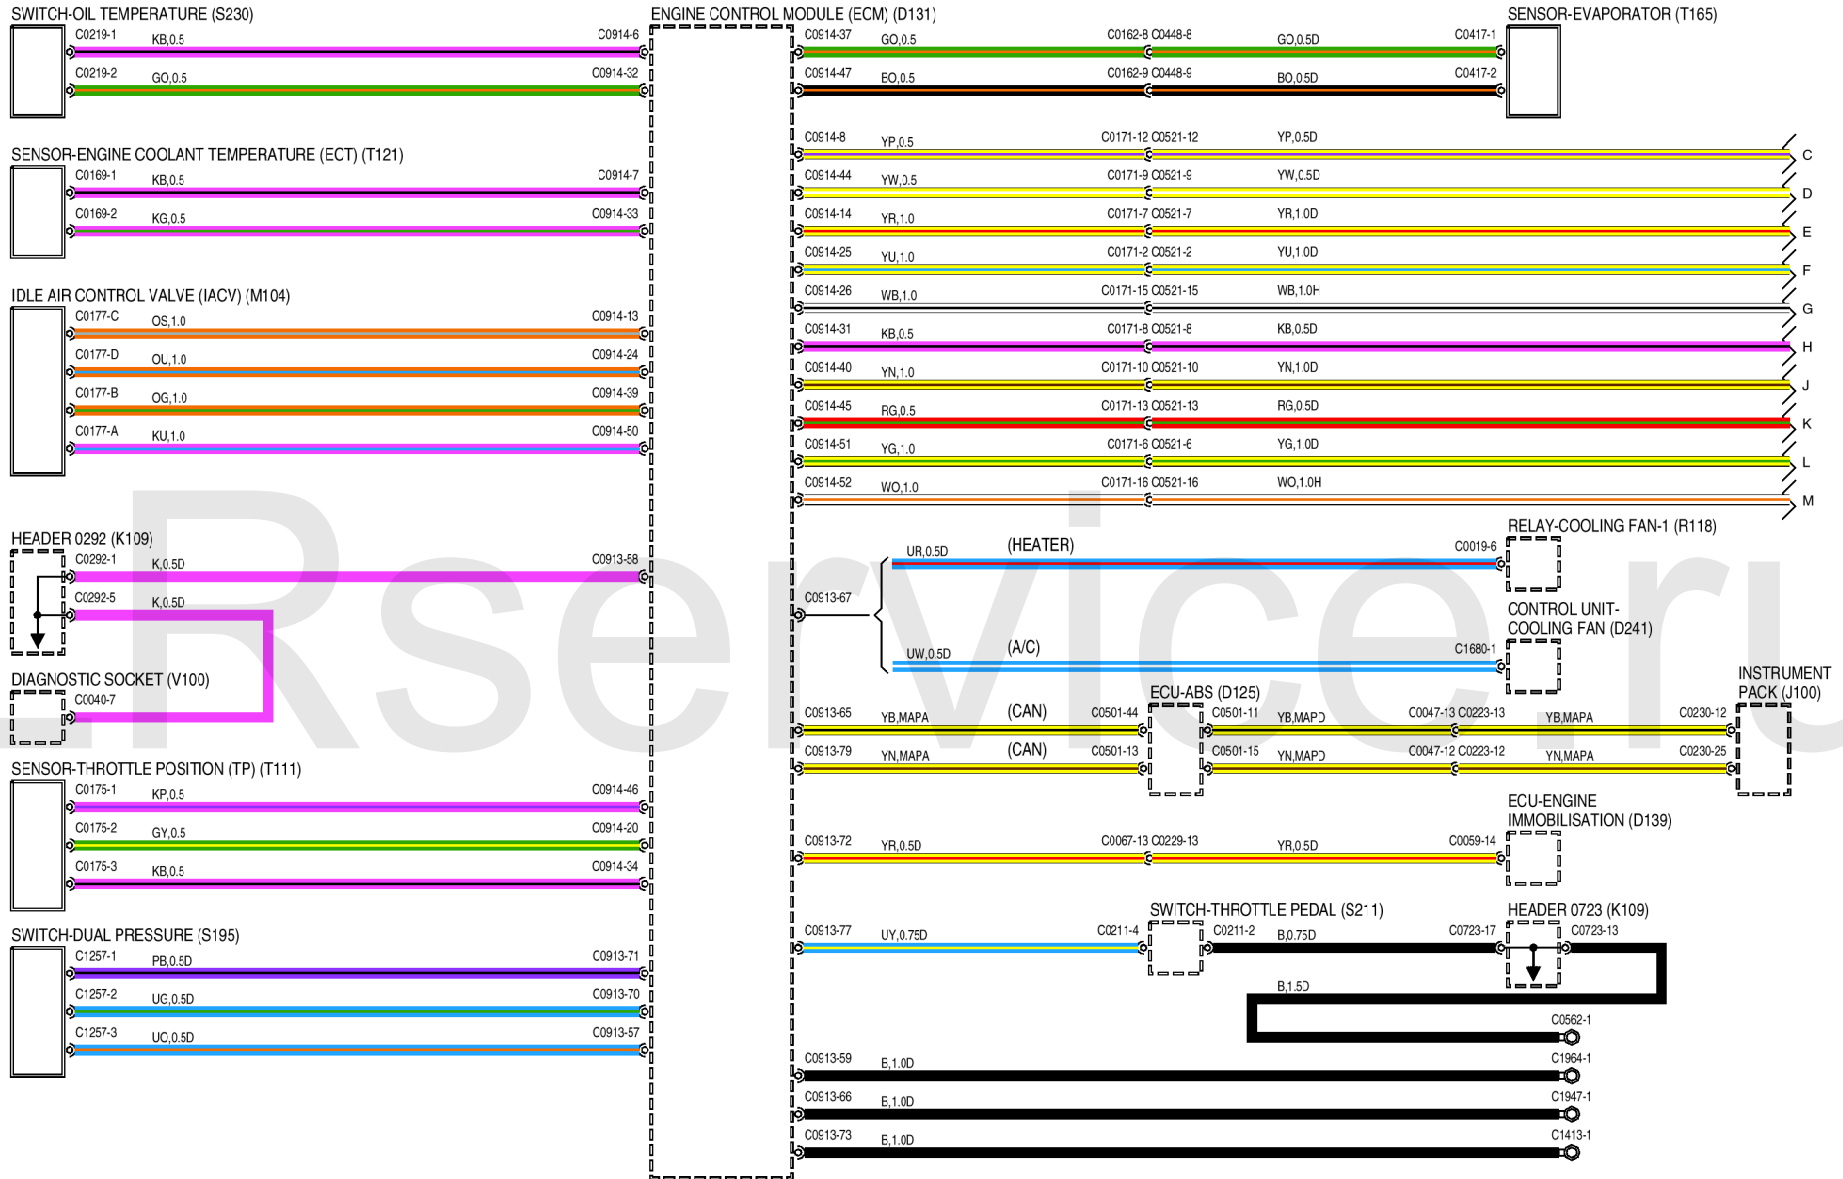 SWITCH-OIL TEMPERATURE (S230)
C0219-1 KB,0.5 C0914-6
C0219-2 GO,0.5 C0914-32
SENSOR-ENGINE COOLANT TEMPERATURE (ECT) (T121)
C0169-1 KB,0.5 C0914-7
C0169-2 KG,0.5 C0914-33
IDLE AIR CONTROL VALVE (IACV) (M104)
C0177-C OS,1.0 C0914-13
C0177-D OU,1.0 C0914-24
C0177-B OG,1.0 C0914-39
C0177-A KU,1.0 C0914-50
HEADER 0292 (K109)
C0292-1 K,0.5D C0913-58
C0292-5 K,0.5D
DIAGNOSTIC SOCKET (V100)
C0040-7
SENSOR-THROTTLE POSITION (TP) (T111)
C0175-1 KP,0.5 C0914-46
C0175-2 GY,0.5 C0914-20
C0175-3 KB,0.5 C0914-34
SWITCH-DUAL PRESSURE (S195)
C1257-1 PB,0.5D C0913-71
C1257-2 UG,0.5D C0913-70
C1257-3 UO,0.5D C0913-57
ENGINE CONTROL MODULE (ECM) (D131)
SENSOR-EVAPORATOR (T165)
C0914-37 GO,0.5 C0162-8 C0448-8 GO,0.5D C0417-1
C0914-47 BO,0.5 C0162-9 C0448-9 BO,0.5D C0417-2
C0914-8 YP,0.5 C0171-12 C0521-12 YP,0.5D C
C0914-44 YW,0.5 C0171-9 C0521-9 YW,0.5D D
C0914-14 YR,1.0 C0171-7 C0521-7 YR,1.0D E
C0914-25 YU,1.0 C0171-2 C0521-2 YU,1.0D F
C0914-26 WB,1.0 C0171-15 C0521-15 WB,1.0H G
C0914-31 KB,0.5 C0171-8 C0521-8 KB,0.5D H
C0914-40 YN,1.0 C0171-10 C0521-10 YN,1.0D J
C0914-45 RG,0.5 C0171-13 C0521-13 RG,0.5D K
C0914-51 YG,1.0 C0171-6 C0521-6 YG,1.0D L
C0914-52 WO,1.0 C0171-16 C0521-16 WO,1.0H M
RELAY-COOLING FAN-1 (R118)
UR,0.5D (HEATER) C0019-6
C0913-67
CONTROL UNIT-
COOLING FAN (D241)
UW,0.5D (A/C) C1680-1
ECU-ABS (D125)
INSTRUMENT
PACK (J100)
C0913-65 YB,MAPA (CAN) C0501-44 C0501-11 YB,MAPD C0047-13 C0223-13 YB,MAPA C0230-12
C0913-79 YN,MAPA (CAN) C0501-13 C0501-15 YN,MAPD C0047-12 C0223-12 YN,MAPA C0230-25
ECU-ENGINE
IMMOBILISATION (D139)
C0913-72 YR,0.5D C0067-13 C0229-13 YR,0.5D C0059-14
SWITCH-THROTTLE PEDAL (S211)
HEADER 0723 (K109)
C0913-77 UY,0.75D C0211-4 C0211-2 B,0.75D C0723-17 C0723-13
B,1.5D
C0562-1
C0913-59 B,1.0D C1964-1
C0913-66 B,1.0D C1947-1
C0913-73 B,1.0D C1413-1
LRservice.ru